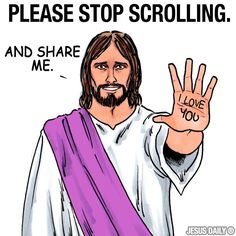 PLEASE STOP SCROLLING.
AND SHARE
ME.
I LOVE
YOU
JESUS DAILY ®